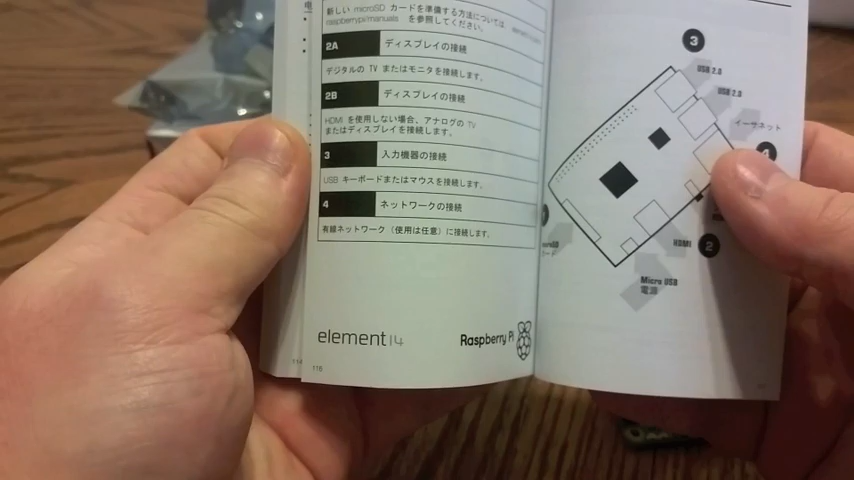 新しい microSD カードを準備する方法については
raspberrypi/manuals を参照してください。
2A ディスプレイの接続
デジタルの TV またはモニタを接続します。
2B ディスプレイの接続
HDMI を使用しない場合、アナログの TV
またはディスプレイを接続します。
3 入力機器の接続
USB キーボードまたはマウスを接続します。
4 ネットワークの接続
有線ネットワーク（使用は任意）に接続します。
element14
Raspberry Pi
116
114
3
USB 2.0
USB 2.0
イーサネット
4
HDMI
2
Micro USB
電源